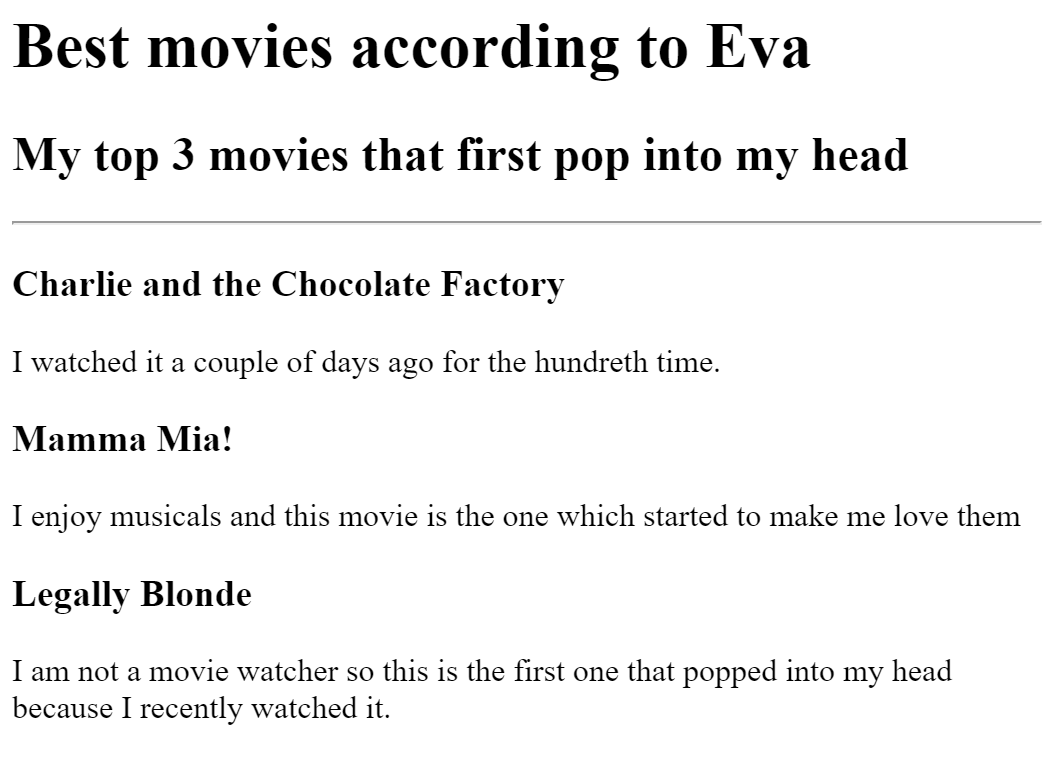 Best movies according to Eva
My top 3 movies that first pop into my head
Charlie and the Chocolate Factory
I watched it a couple of days ago for the hundreth time.
Mamma Mia!
I enjoy musicals and this movie is the one which started to make me love them
Legally Blonde
I am not a movie watcher so this is the first one that popped into my head
because I recently watched it.